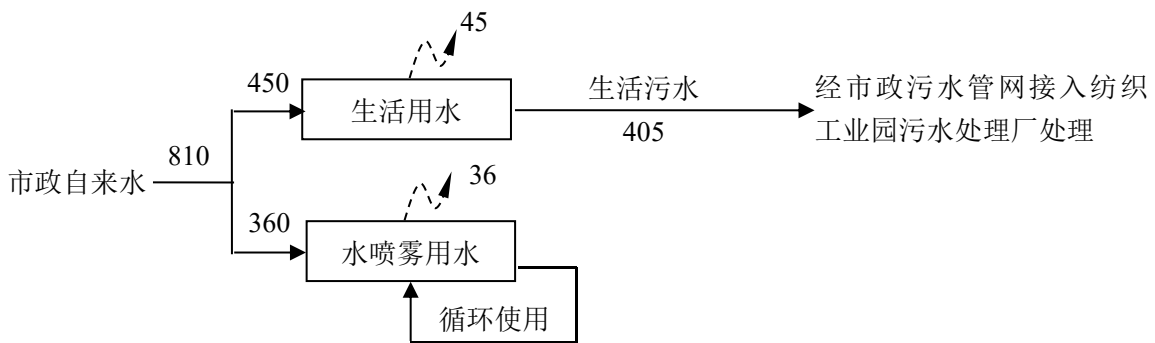 45
450
生活用水
生活污水
405
经市政污水管网接入纺织
工业园污水处理厂处理
810
市政自来水
36
360
水喷雾用水
循环使用